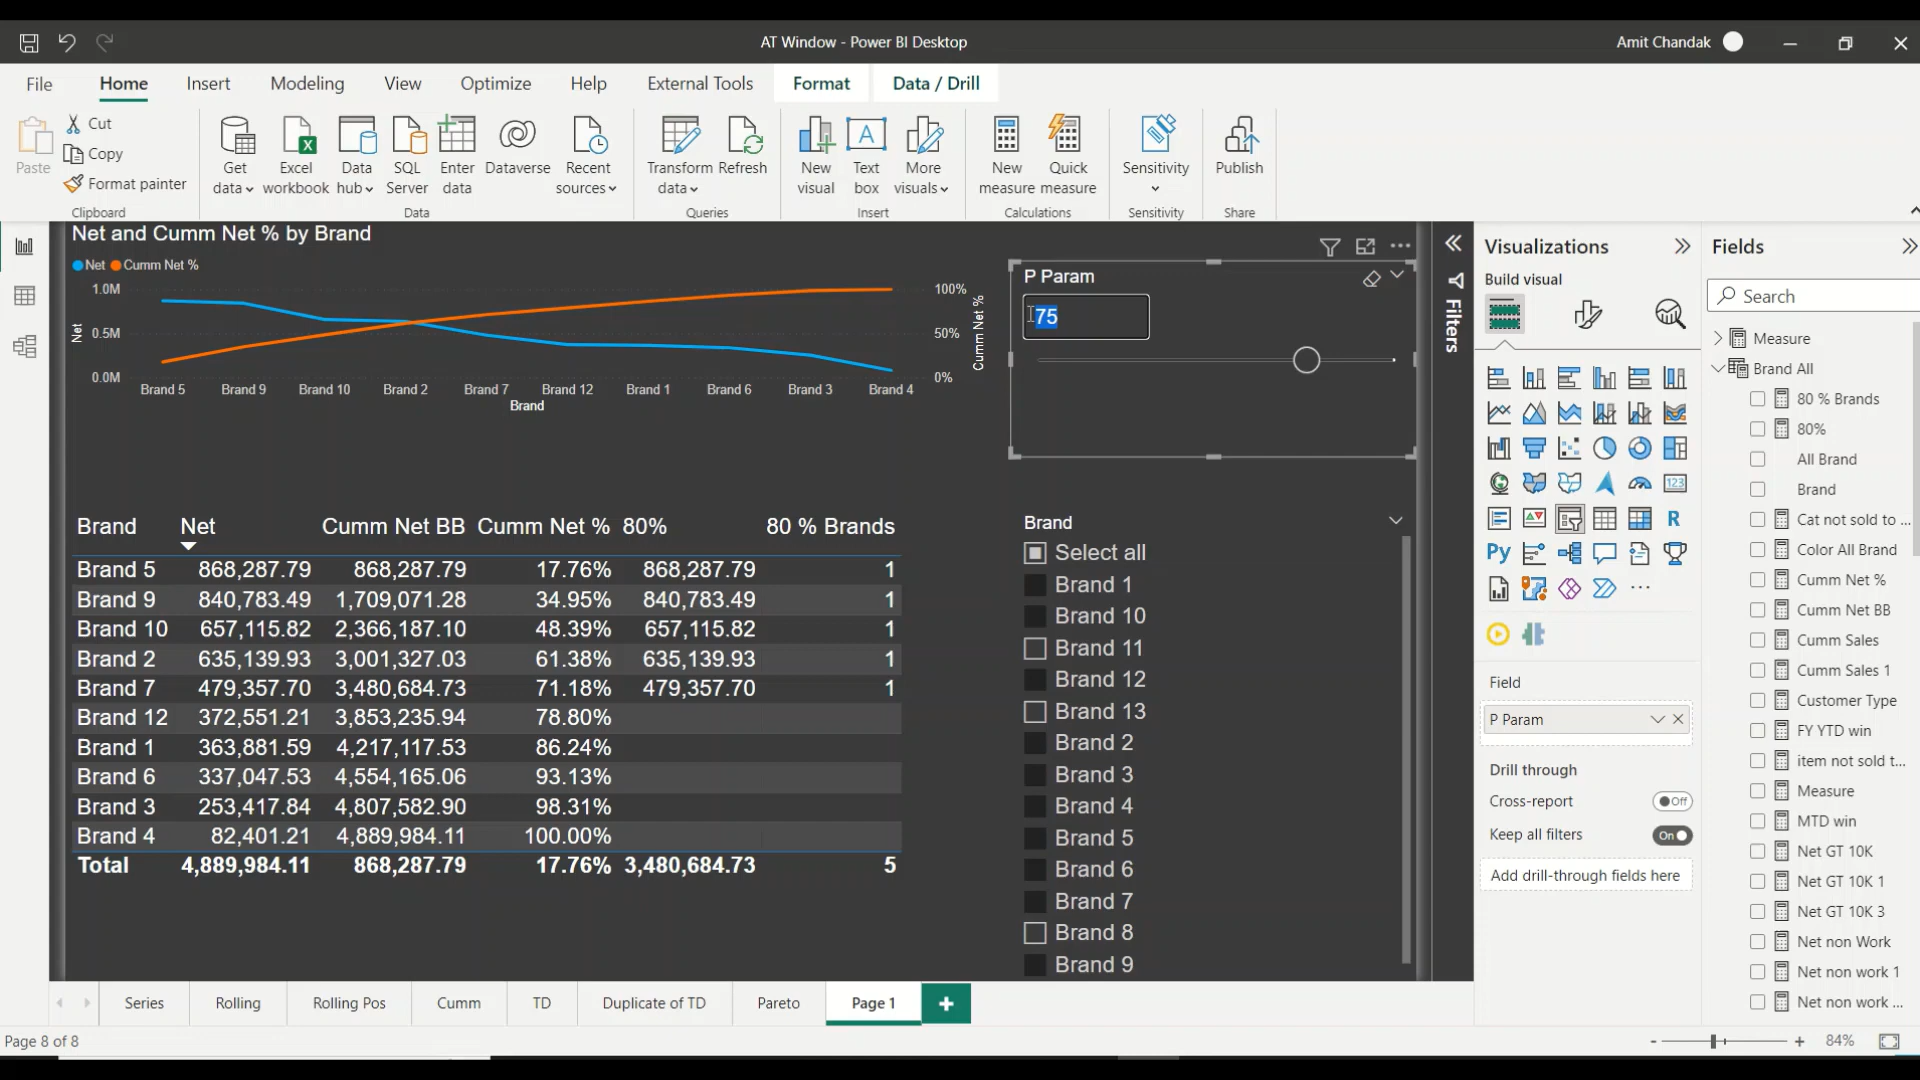 AT Window - Power BI Desktop
Amit Chandak
File Home Insert Modeling View Optimize Help External Tools Format Data / Drill
Paste
Cut
Copy
Format painter
Clipboard
Get data
Excel workbook
Data hub
SQL Server
Enter data
Dataverse
Recent sources
Data
Transform data
Refresh
Queries
New visual
Text box
More visuals
Insert
New measure
Quick measure
Calculations
Sensitivity
Sensitivity
Publish
Share
Net and Cumm Net % by Brand
Net Cumm Net %
1.0M
0.5M
0.0M
Net
100%
50%
0%
Cumm Net %
Brand 5 Brand 9 Brand 10 Brand 2 Brand 7 Brand 12 Brand 1 Brand 6 Brand 3 Brand 4
Brand
P Param
75
Brand Net Cumm Net BB Cumm Net % 80% 80 % Brands
Brand 5 868,287.79 868,287.79 17.76% 868,287.79 1
Brand 9 840,783.49 1,709,071.28 34.95% 840,783.49 1
Brand 10 657,115.82 2,366,187.10 48.39% 657,115.82 1
Brand 2 635,139.93 3,001,327.03 61.38% 635,139.93 1
Brand 7 479,357.70 3,480,684.73 71.18% 479,357.70 1
Brand 12 372,551.21 3,853,235.94 78.80%
Brand 1 363,881.59 4,217,117.53 86.24%
Brand 6 337,047.53 4,554,165.06 93.13%
Brand 3 253,417.84 4,807,582.90 98.31%
Brand 4 82,401.21 4,889,984.11 100.00%
Total 4,889,984.11 868,287.79 17.76% 3,480,684.73 5
Brand
Select all
Brand 1
Brand 10
Brand 11
Brand 12
Brand 13
Brand 2
Brand 3
Brand 4
Brand 5
Brand 6
Brand 7
Brand 8
Brand 9
Filters
Visualizations
Build visual
123
R
Py
Field
P Param
Drill through
Cross-report Off
Keep all filters On
Add drill-through fields here
Fields
Search
Measure
Brand All
80 % Brands
80%
All Brand
Brand
Cat not sold to ...
Color All Brand
Cumm Net %
Cumm Net BB
Cumm Sales
Cumm Sales 1
Customer Type
FY YTD win
item not sold t...
Measure
MTD win
Net GT 10K
Net GT 10K 1
Net GT 10K 3
Net non Work
Net non work 1
Net non work ...
Series Rolling Rolling Pos Cumm TD Duplicate of TD Pareto Page 1 +
Page 8 of 8
- + 84%